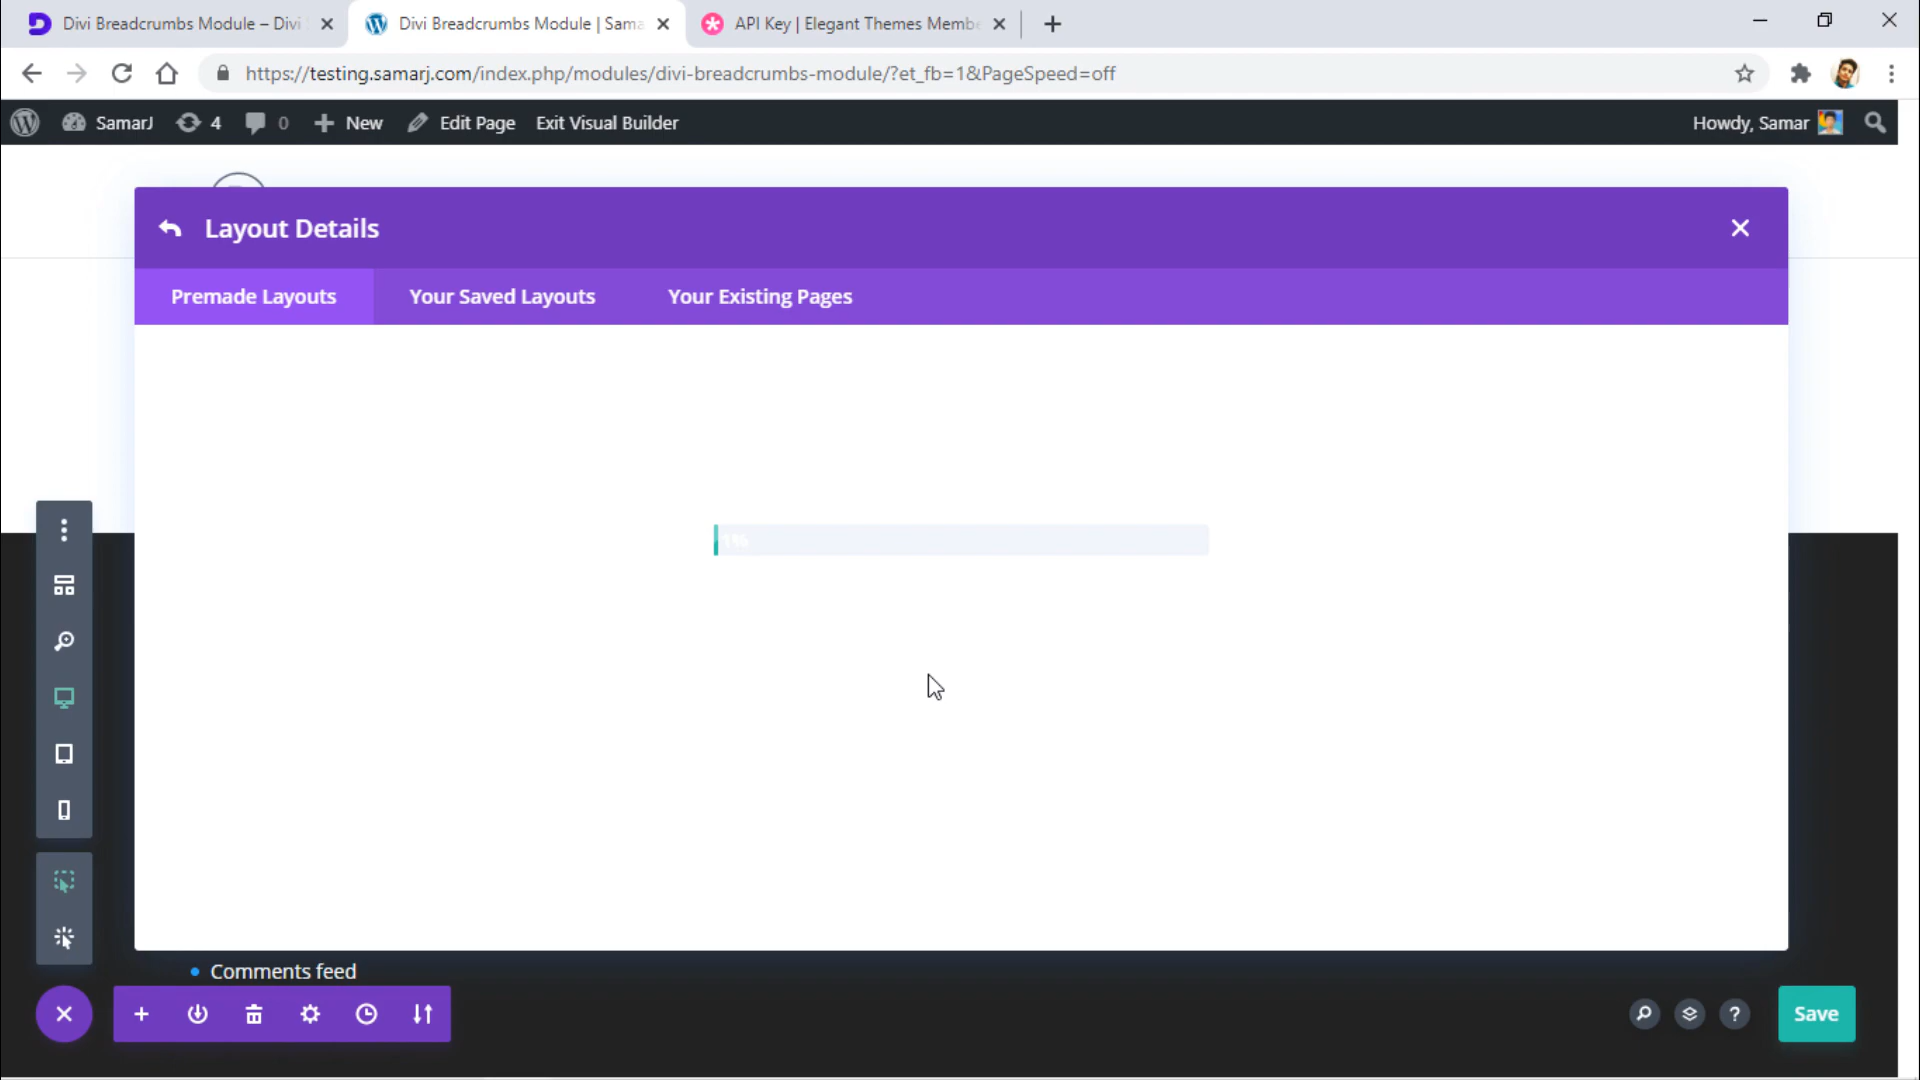 Divi Breadcrumbs Module – Divi
Divi Breadcrumbs Module | Sama
API Key | Elegant Themes Membe
https://testing.samarj.com/index.php/modules/divi-breadcrumbs-module/?et_fb=1&PageSpeed=off
SamarJ 4 0 New Edit Page Exit Visual Builder Howdy, Samar
Layout Details
Premade Layouts Your Saved Layouts Your Existing Pages
1%
Comments feed
Save